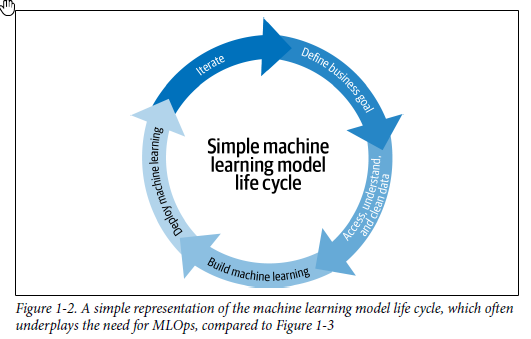 Iterate
Define business goal
Simple machine
learning model
life cycle
Access, understand,
and clean data
Build machine learning
Deploy machine learning
Figure 1-2. A simple representation of the machine learning model life cycle, which often
underplays the need for MLOps, compared to Figure 1-3